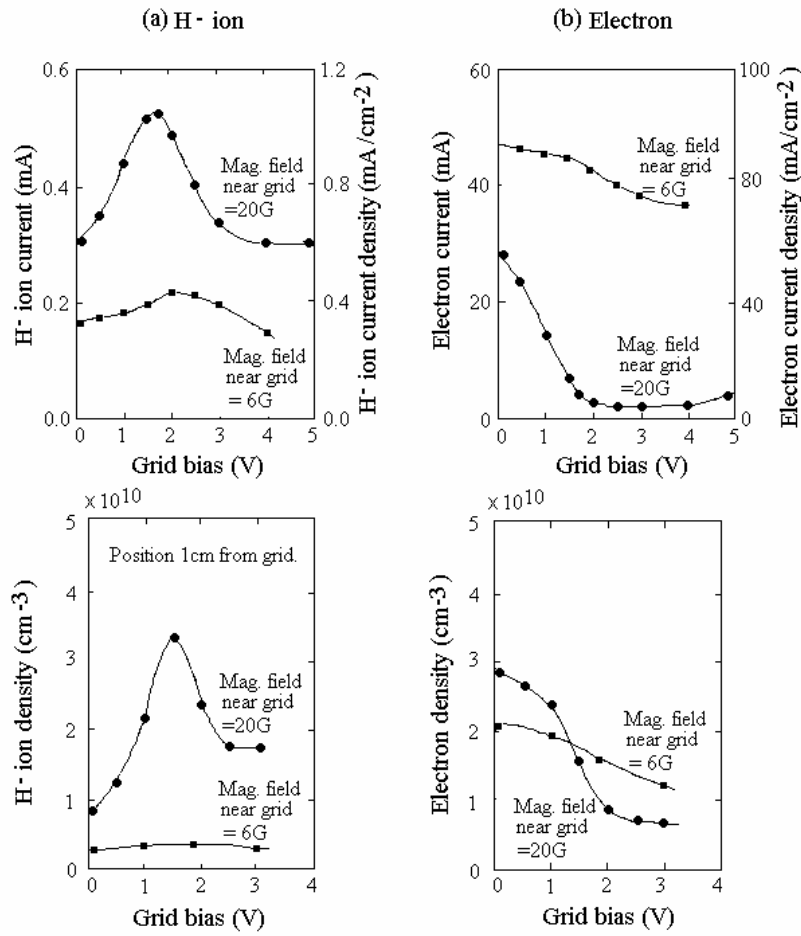 (a) H- ion
(b) Electron
0.6
0.4
0.2
0.0
H- ion current (mA)
1.2
0.8
0.4
0.0
H- ion current density (mA/cm-2)
Mag. field
near grid
=20G
Mag. field
near grid
= 6G
0 1 2 3 4 5
Grid bias (V)
60
40
20
0
Electron current (mA)
100
80
40
0
Electron current density (mA/cm-2)
Mag. field
near grid
= 6G
Mag. field
near grid
=20G
0 1 2 3 4 5
Grid bias (V)
× 10 10
5
4
3
2
1
0
H- ion density (cm-3)
Position 1cm from grid.
Mag. field
near grid
=20G
Mag. field
near grid
= 6G
0 1 2 3 4
Grid bias (V)
× 10 10
5
4
3
2
1
0
Electron density (cm-3)
Mag. field
near grid
= 6G
Mag. field
near grid
=20G
0 1 2 3 4
Grid bias (V)